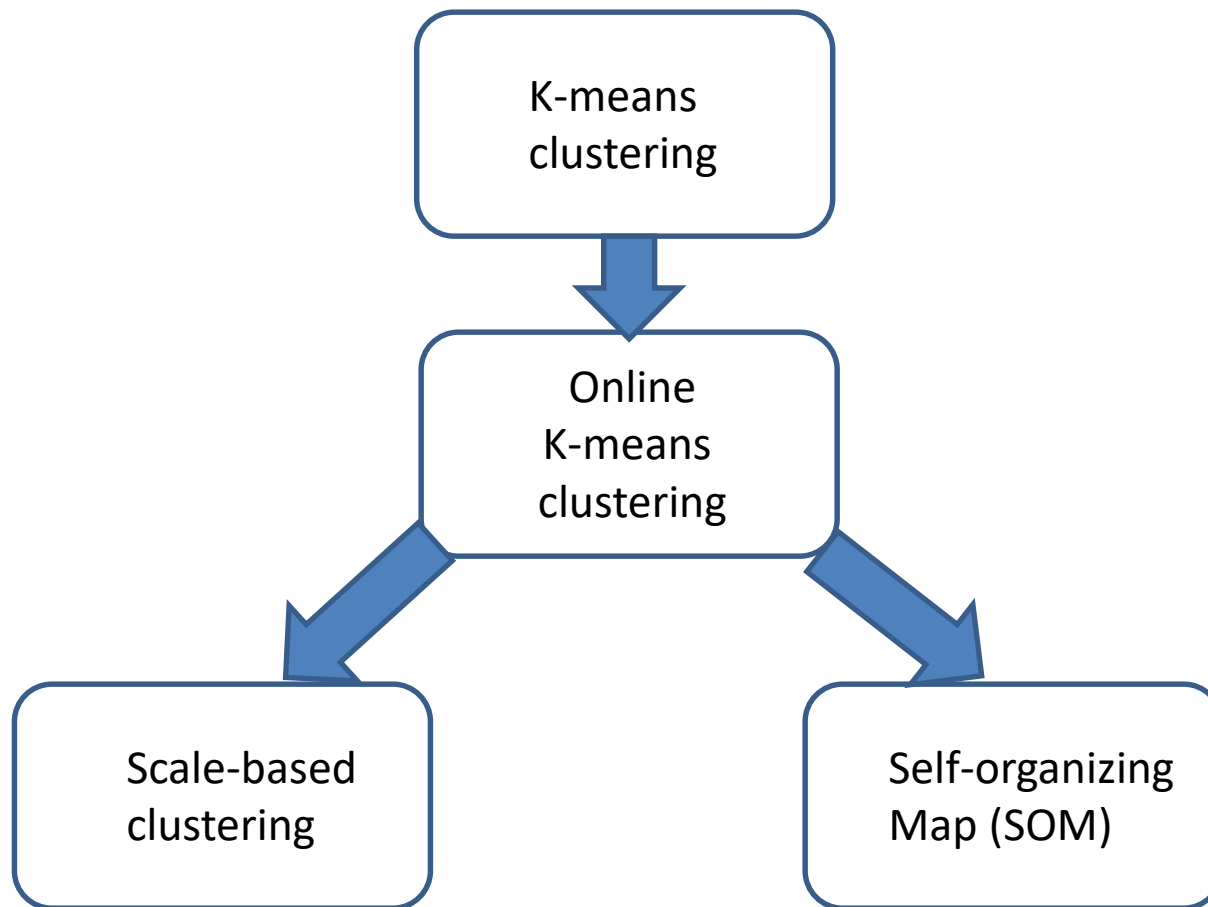 K-means
clustering
Online
K-means
clustering
Scale-based
clustering
Self-organizing
Map (SOM)